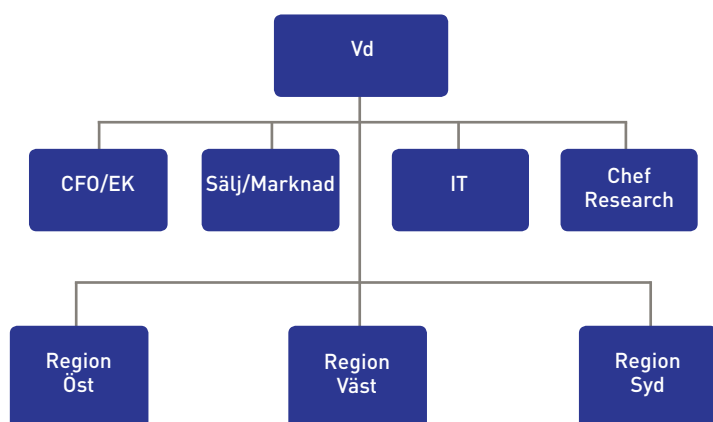 Vd
CFO/EK
Sälj/Marknad
IT
Chef
Research
Region
Öst
Region
Väst
Region
Syd